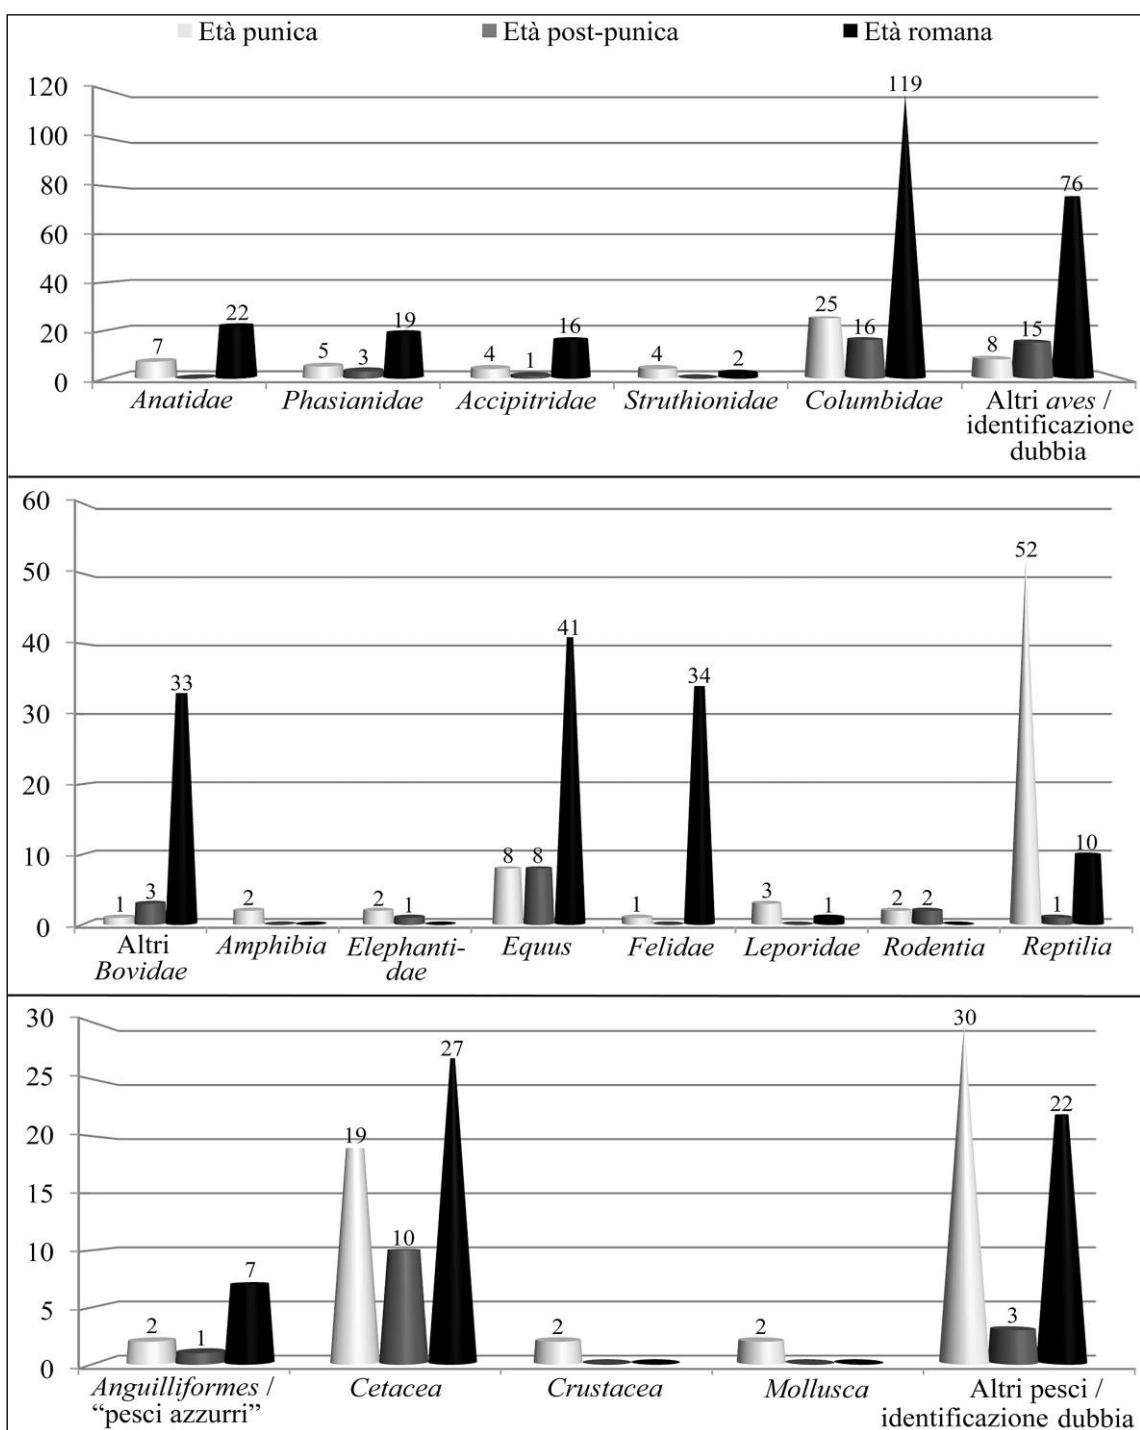 Età punica Età post-punica Età romana
120
100
80
60
40
20
0
7 22
5 3 19
4 1 16
4 2
25 16 119
8 15 76
Anatidae Phasianidae Accipitridae Struthionidae Columbidae Altri aves /
identificazione
dubbia
60
50
40
30
20
10
0
1 3 33
2
2 1
8 8 41
1 34
3 1
2 2
52 1 10
Altri Amphibia Elephanti- Equus Felidae Leporidae Rodentia Reptilia
Bovidae dae
30
25
20
15
10
5
0
2 1 7
19 10 27
2
2
30 3 22
Anguilliformes / Cetacea Crustacea Mollusca Altri pesci /
“pesci azzurri” identificazione dubbia